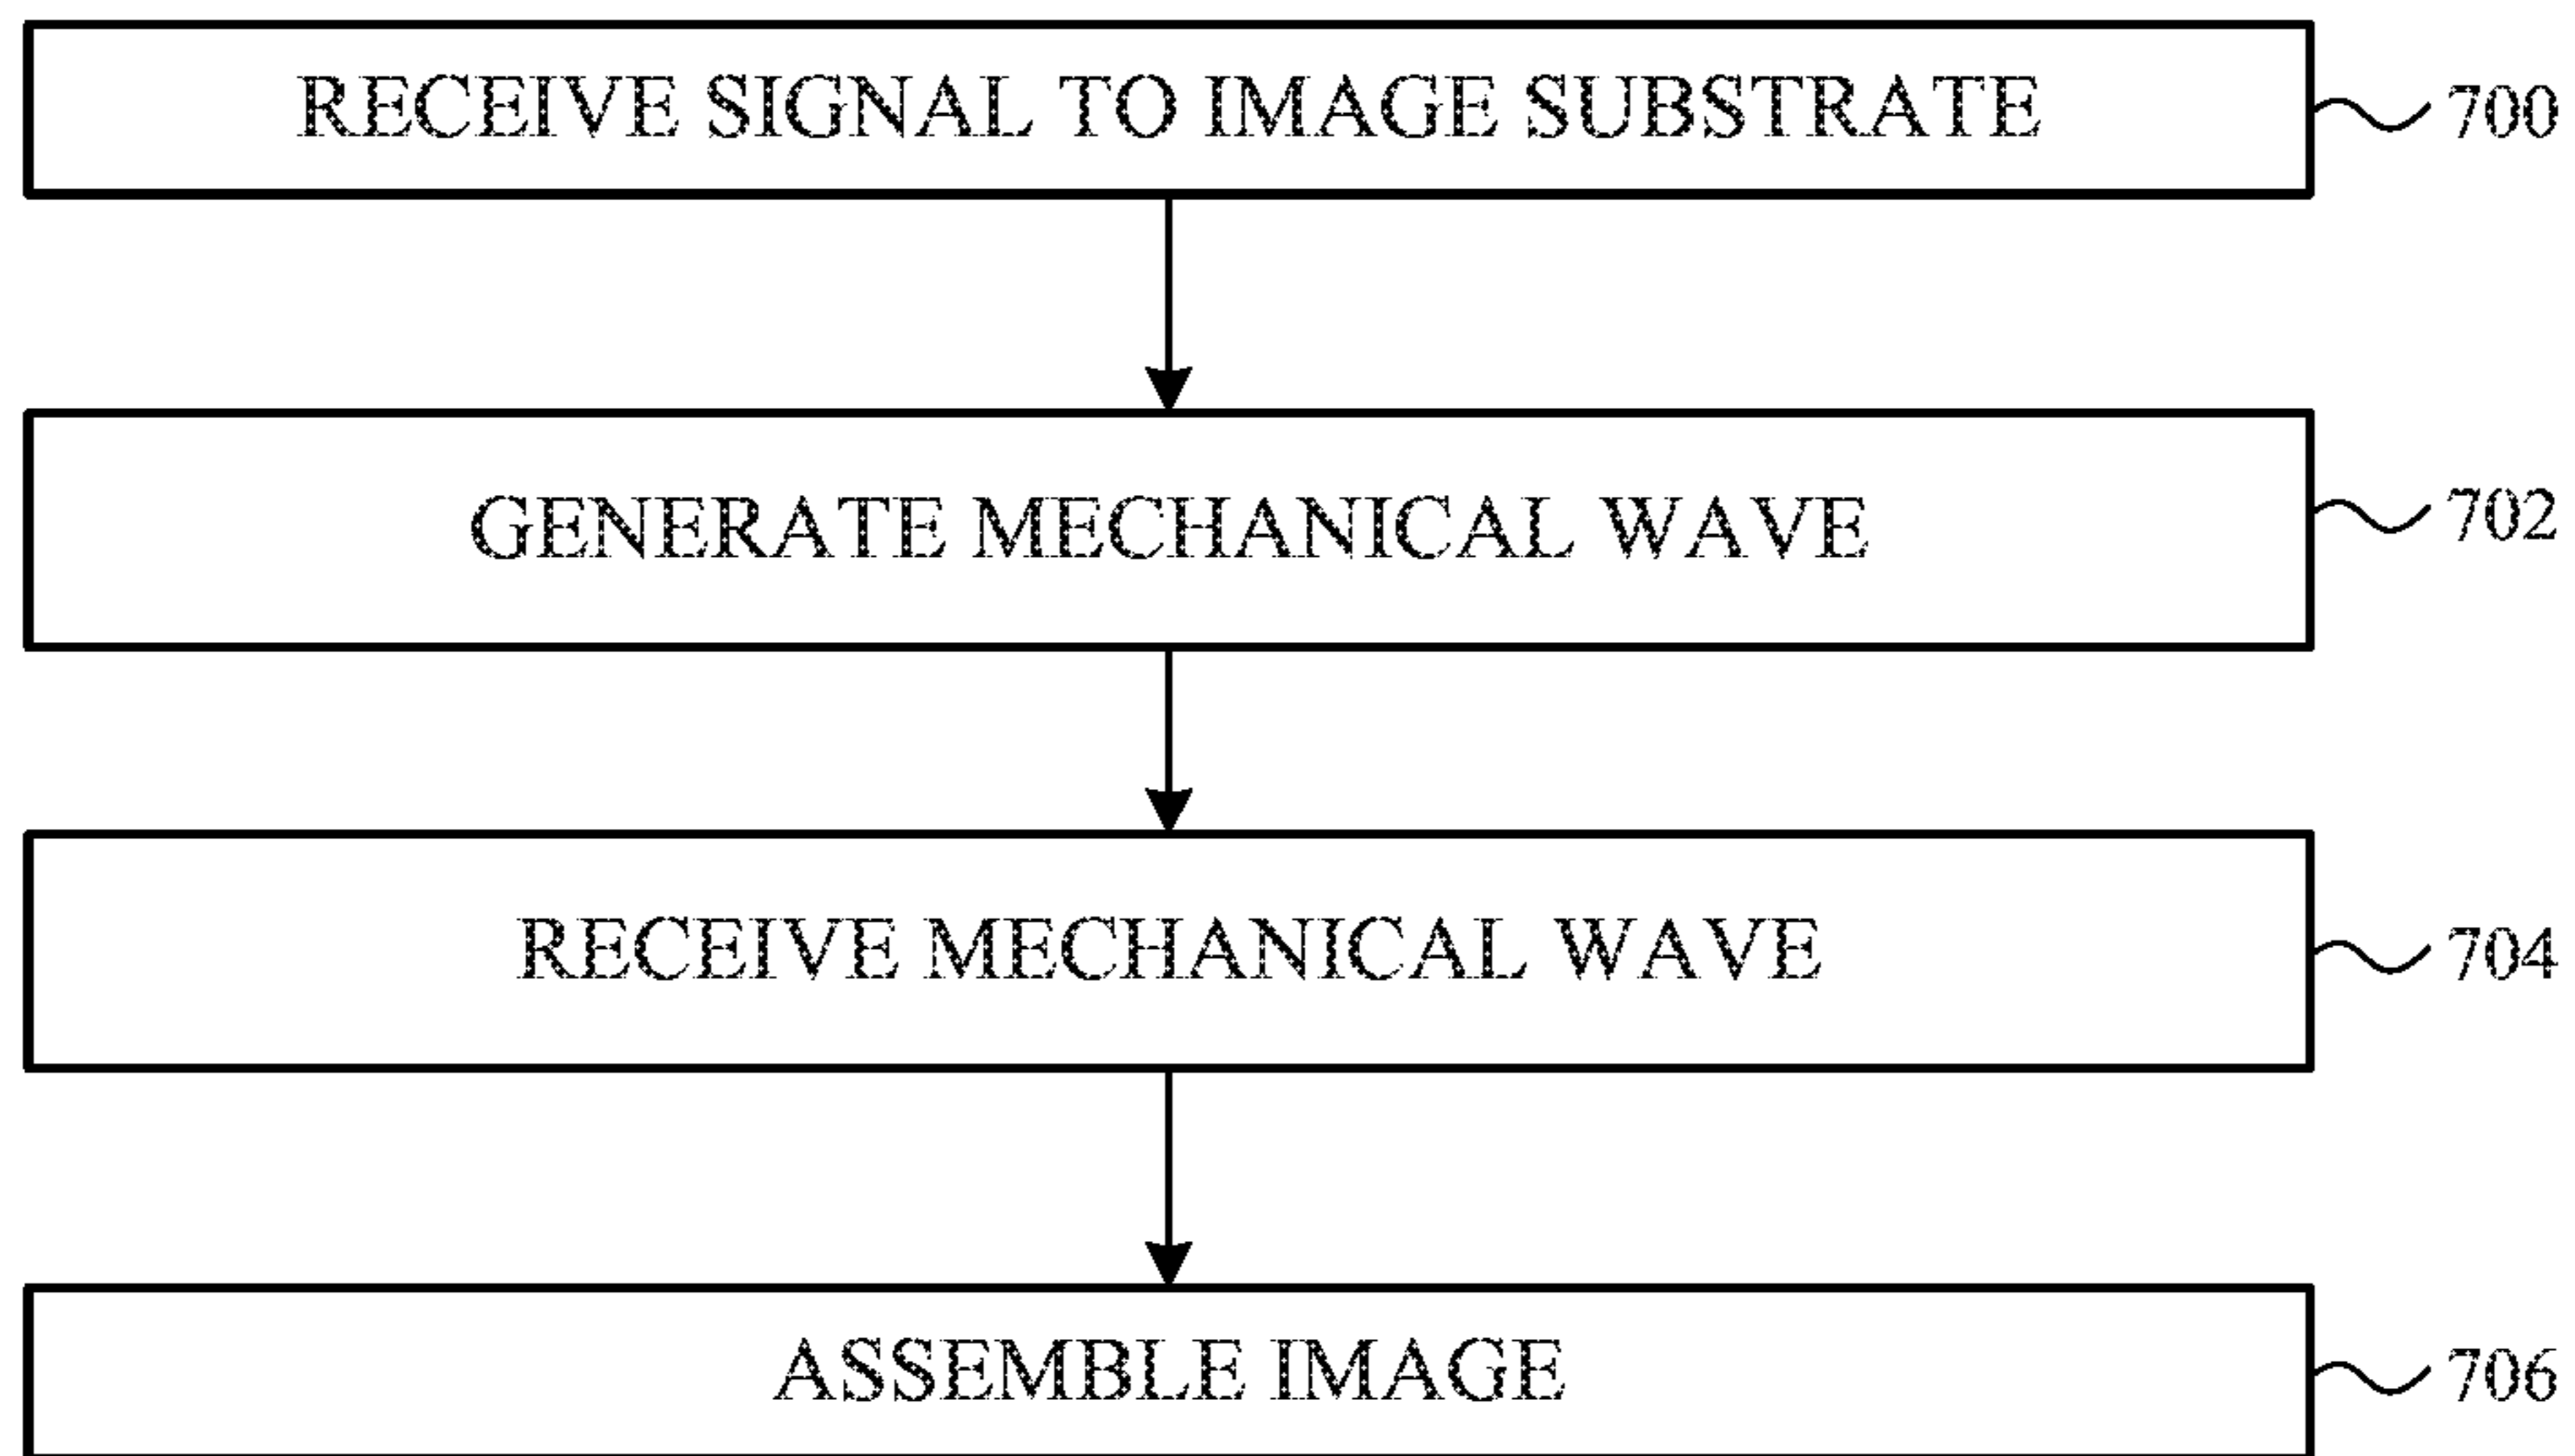 RECEIVE SIGNAL TO IMAGE SUBSTRATE 700
GENERATE MECHANICAL WAVE 702
RECEIVE MECHANICAL WAVE 704
ASSEMBLE IMAGE 706